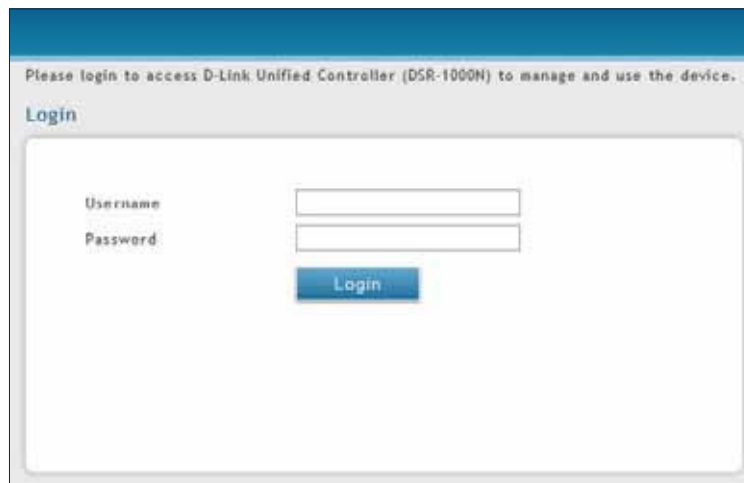 Please login to access D-Link Unified Controller (DSR-1000N) to manage and use the device.
Login
Username
Password
Login